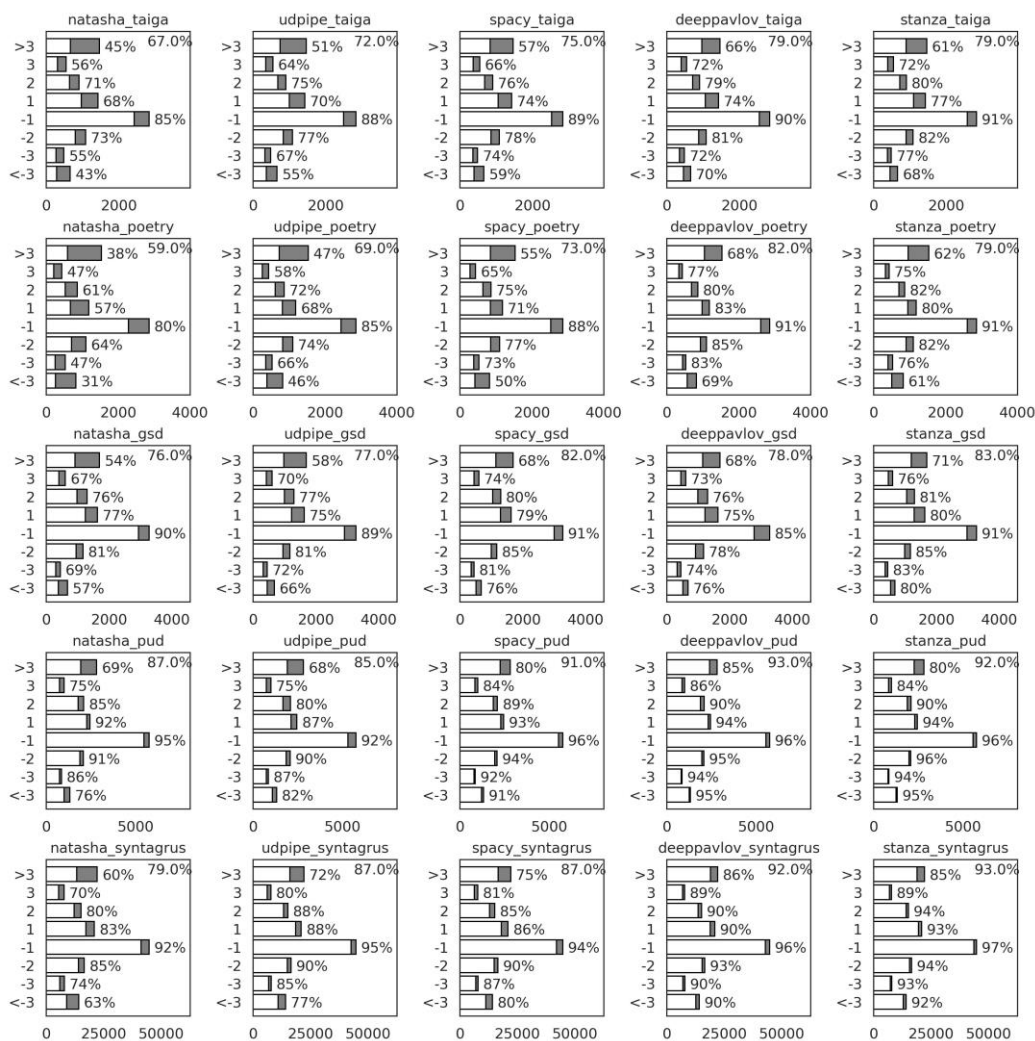 natasha_taiga udpipe_taiga spacy_taiga deeppavlov_taiga stanza_taiga
>3 45% 67.0% >3 51% 72.0% >3 57% 75.0% >3 66% 79.0% >3 61% 79.0%
3 56% 3 64% 3 66% 3 72% 3 72%
2 71% 2 75% 2 76% 2 79% 2 80%
1 68% 1 70% 1 74% 1 74% 1 77%
-1 85% -1 88% -1 89% -1 90% -1 91%
-2 73% -2 77% -2 78% -2 81% -2 82%
-3 55% -3 67% -3 74% -3 72% -3 77%
<-3 43% <-3 55% <-3 59% <-3 70% <-3 68%
0 2000 0 2000 0 2000 0 2000 0 2000
natasha_poetry udpipe_poetry spacy_poetry deeppavlov_poetry stanza_poetry
>3 38% 59.0% >3 47% 69.0% >3 55% 73.0% >3 68% 82.0% >3 62% 79.0%
3 47% 3 58% 3 65% 3 77% 3 75%
2 61% 2 72% 2 75% 2 80% 2 82%
1 57% 1 68% 1 71% 1 83% 1 80%
-1 80% -1 85% -1 88% -1 91% -1 91%
-2 64% -2 74% -2 77% -2 85% -2 82%
-3 47% -3 66% -3 73% -3 83% -3 76%
<-3 31% <-3 46% <-3 50% <-3 69% <-3 61%
0 2000 4000 0 2000 4000 0 2000 4000 0 2000 4000 0 2000 4000
natasha_gsd udpipe_gsd spacy_gsd deeppavlov_gsd stanza_gsd
>3 54% 76.0% >3 58% 77.0% >3 68% 82.0% >3 68% 78.0% >3 71% 83.0%
3 67% 3 70% 3 74% 3 73% 3 76%
2 76% 2 77% 2 80% 2 76% 2 81%
1 77% 1 75% 1 79% 1 75% 1 80%
-1 90% -1 89% -1 91% -1 85% -1 91%
-2 81% -2 81% -2 85% -2 78% -2 85%
-3 69% -3 72% -3 81% -3 74% -3 83%
<-3 57% <-3 66% <-3 76% <-3 76% <-3 80%
0 2000 4000 0 2000 4000 0 2000 4000 0 2000 4000 0 2000 4000
natasha_pud udpipe_pud spacy_pud deeppavlov_pud stanza_pud
>3 69% 87.0% >3 68% 85.0% >3 80% 91.0% >3 85% 93.0% >3 80% 92.0%
3 75% 3 75% 3 84% 3 86% 3 84%
2 85% 2 80% 2 89% 2 90% 2 90%
1 92% 1 87% 1 93% 1 94% 1 94%
-1 95% -1 92% -1 96% -1 96% -1 96%
-2 91% -2 90% -2 94% -2 95% -2 96%
-3 86% -3 87% -3 92% -3 94% -3 94%
<-3 76% <-3 82% <-3 91% <-3 95% <-3 95%
0 5000 0 5000 0 5000 0 5000 0 5000
natasha_syntagrus udpipe_syntagrus spacy_syntagrus deeppavlov_syntagrus stanza_syntagrus
>3 60% 79.0% >3 72% 87.0% >3 75% 87.0% >3 86% 92.0% >3 85% 93.0%
3 70% 3 80% 3 81% 3 89% 3 89%
2 80% 2 88% 2 85% 2 90% 2 94%
1 83% 1 88% 1 86% 1 90% 1 93%
-1 92% -1 95% -1 94% -1 96% -1 97%
-2 85% -2 90% -2 90% -2 93% -2 94%
-3 74% -3 85% -3 87% -3 90% -3 93%
<-3 63% <-3 77% <-3 80% <-3 90% <-3 92%
0 25000 50000 0 25000 50000 0 25000 50000 0 25000 50000 0 25000 50000